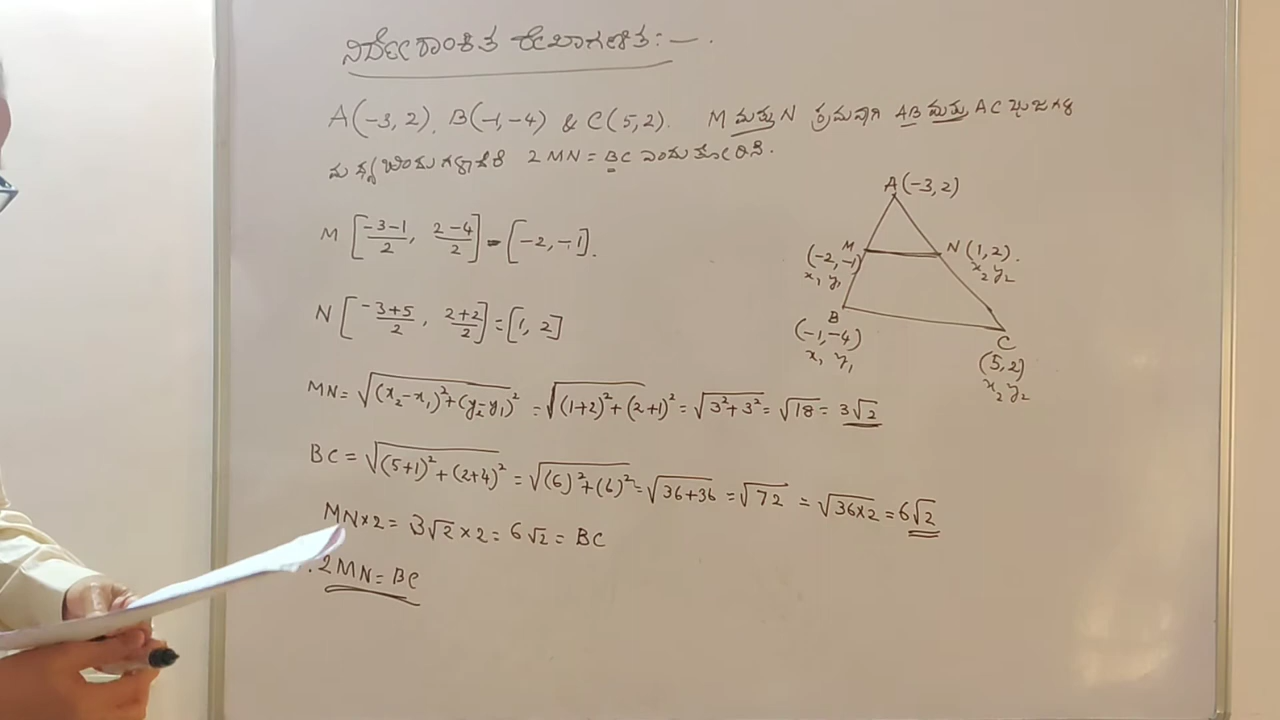 ನಿರ್ದೇಶಾಂಕಿತ ರೇಖಾಗಣಿತ:—.
A(-3, 2), B(-1,-4) & C(5,2). M ಮತ್ತು N ಕ್ರಮವಾಗಿ AB ಮತ್ತು AC ಭುಜಗಳ
ಮಧ್ಯಬಿಂದುಗಳಾದರೆ 2MN = BC ಎಂದು ತೋರಿಸಿ.
A(-3,2)
M [(-3-1)/2, (2-4)/2] = [-2,-1].
M N (1,2).
(-2,-1) x₂ y₂
x₁ y₁
N [(-3+5)/2, (2+2)/2] = [1, 2]
B C
(-1,-4) (5,2)
x₁ y₁ x₂ y₂
MN = √((x₂-x₁)²+(y₂-y₁)²) = √((1+2)²+(2+1)²) = √(3²+3²) = √18 = 3√2
BC = √((5+1)²+(2+4)²) = √((6)²+(6)²) = √(36+36) = √72 = √(36×2) = 6√2
MN×2 = 3√2 × 2 = 6√2 = BC
2MN = BC